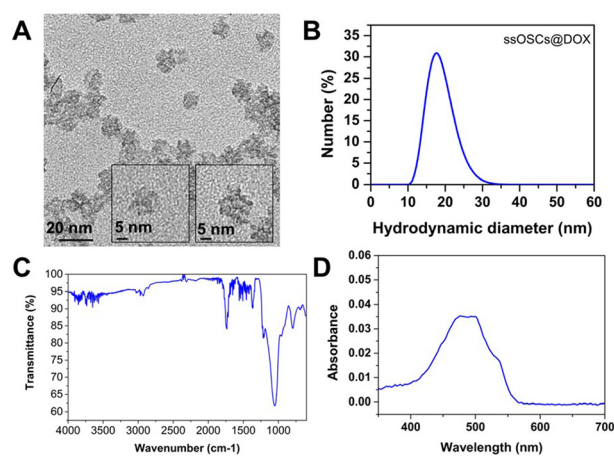 A
20 nm
5 nm
5 nm
B
ssOSCs@DOX
Number (%)
35
30
25
20
15
10
5
0
0 10 20 30 40 50 60
Hydrodynamic diameter (nm)
C
Transmittance (%)
100
95
90
85
80
75
70
65
60
4000 3500 3000 2500 2000 1500 1000
Wavenumber (cm-1)
D
Absorbance
0.06
0.05
0.04
0.03
0.02
0.01
0.00
400 500 600 700
Wavelength (nm)